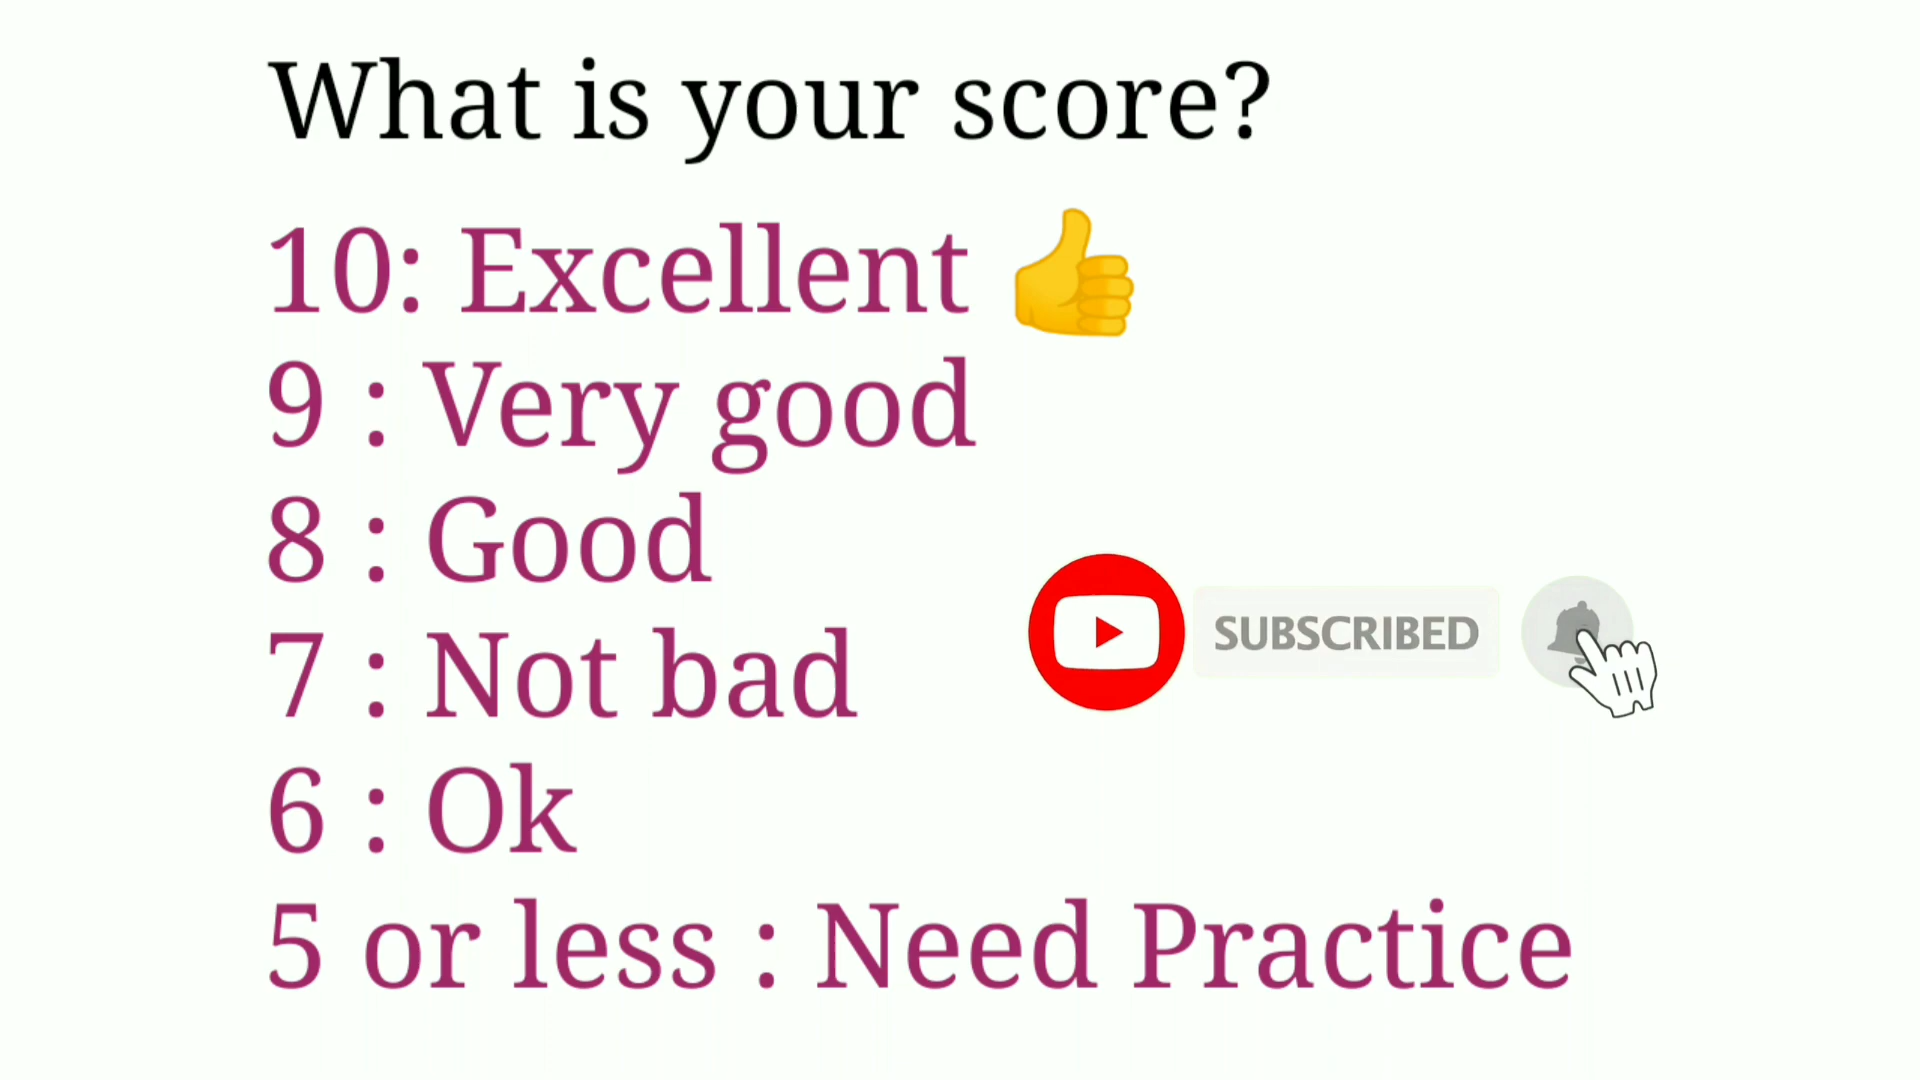 What is your score?
10: Excellent 👍
9 : Very good
8 : Good
7 : Not bad
SUBSCRIBED
6 : Ok
5 or less : Need Practice